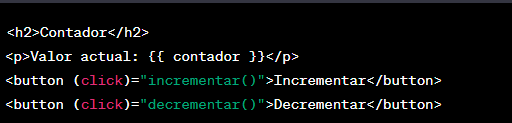 <h2>Contador</h2>
<p>Valor actual: {{ contador }}</p>
<button (click)="incrementar()">Incrementar</button>
<button (click)="decrementar()">Decrementar</button>